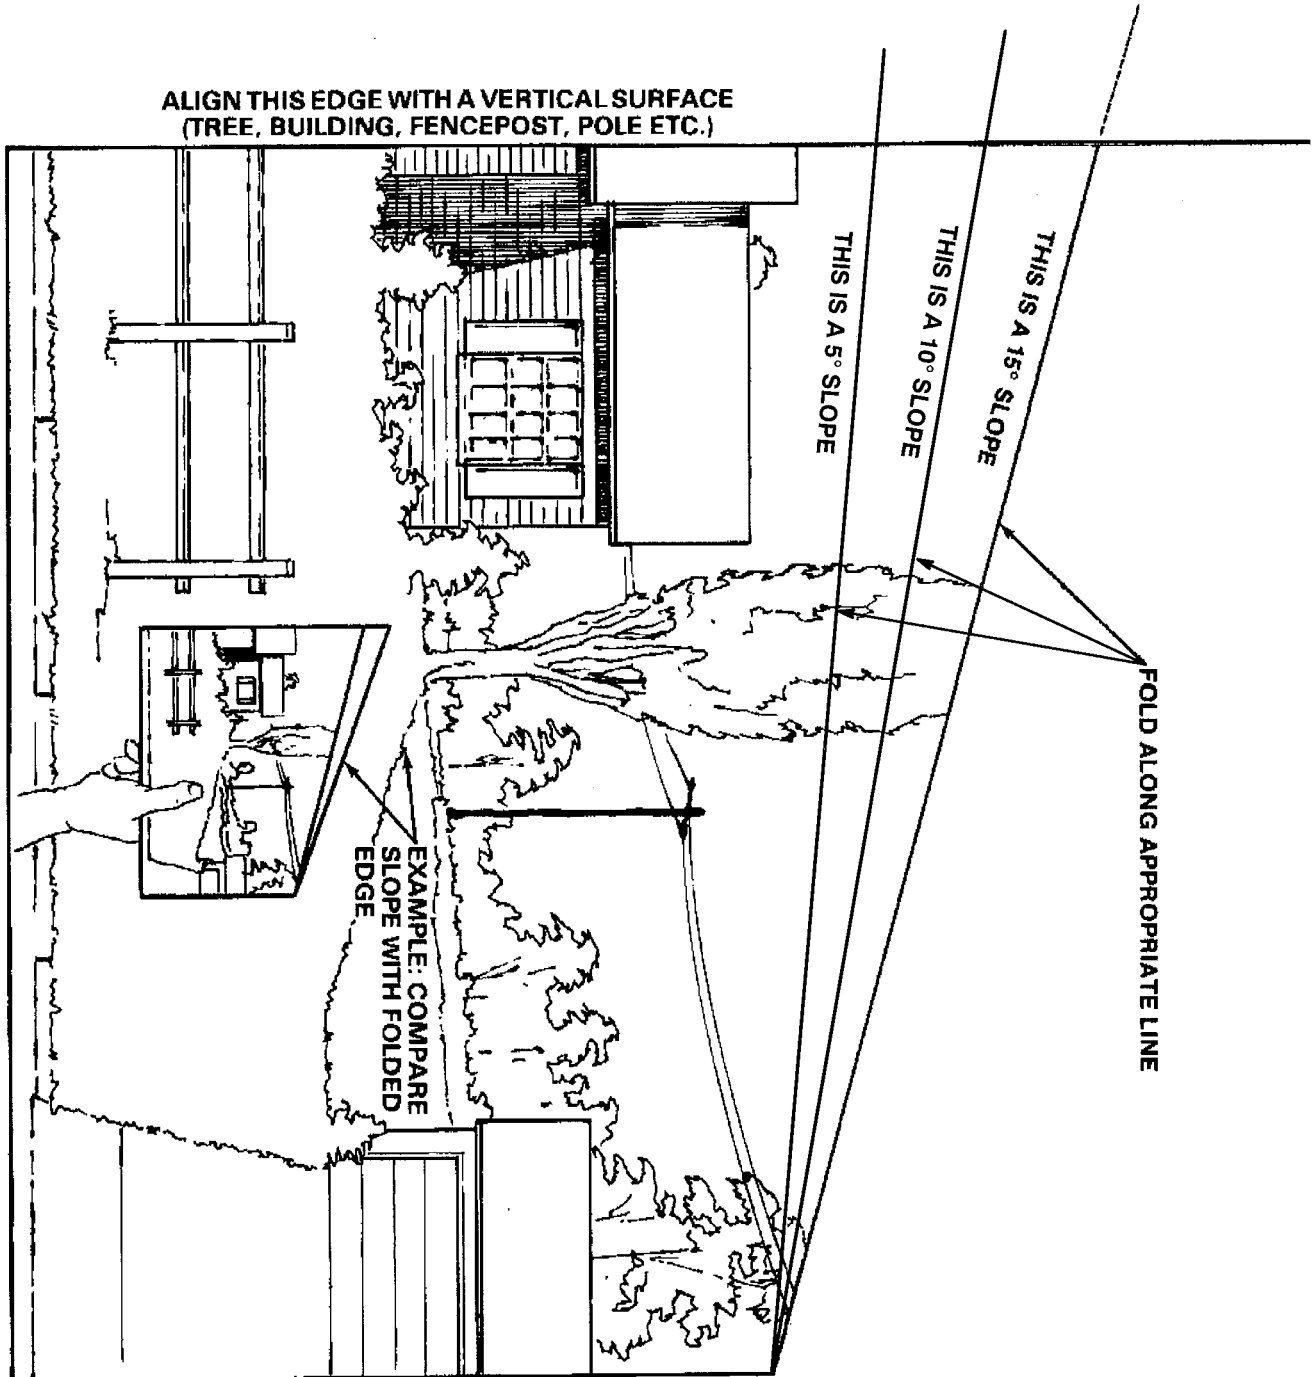 ALIGN THIS EDGE WITH A VERTICAL SURFACE
(TREE, BUILDING, FENCEPOST, POLE ETC.)
THIS IS A 5° SLOPE
THIS IS A 10° SLOPE
THIS IS A 15° SLOPE
FOLD ALONG APPROPRIATE LINE
EXAMPLE: COMPARE
SLOPE WITH FOLDED
EDGE